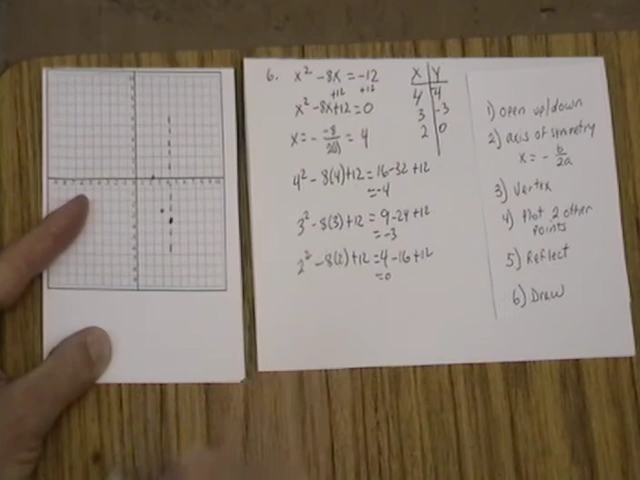 6. x² - 8x = -12
+12 +12
x² - 8x + 12 = 0
x = - -8/2(1) = 4
4² - 8(4) + 12 = 16 - 32 + 12
= -4
3² - 8(3) + 12 = 9 - 24 + 12
= -3
2² - 8(2) + 12 = 4 - 16 + 12
= 0
X | Y
4 | 4
3 | -3
2 | 0
1) open up/down
2) axis of symmetry
x = - b/2a
3) Vertex
4) Plot 2 other
points
5) Reflect
6) Draw